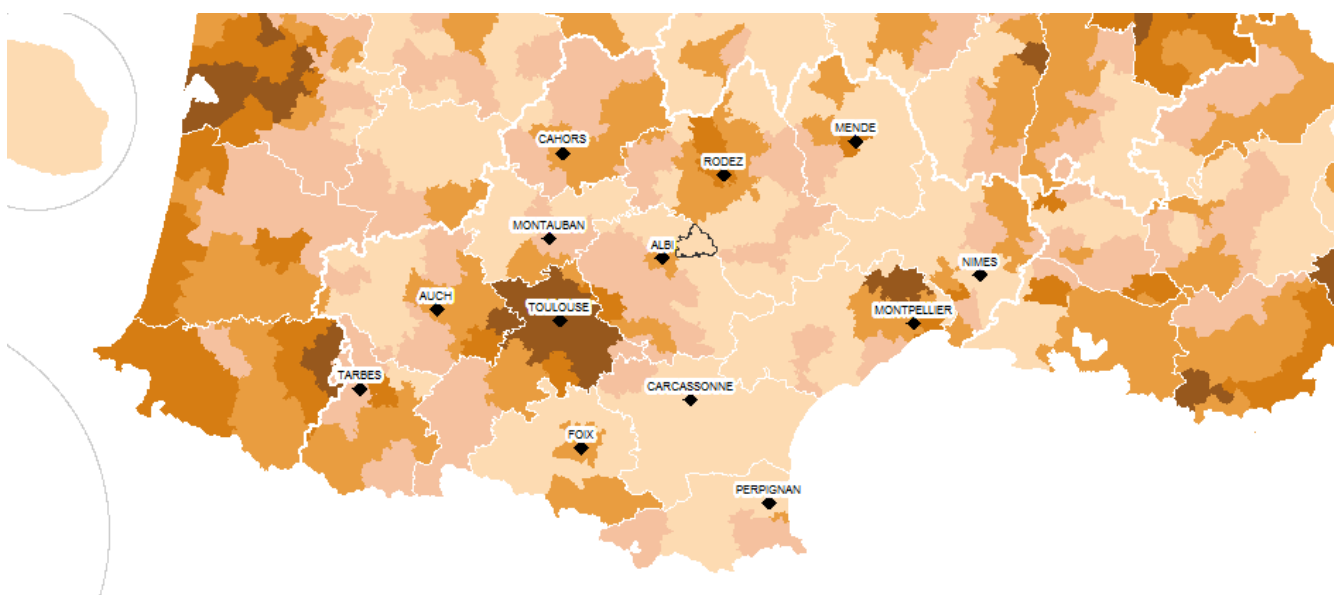 MENDE
CAHORS
RODEZ
MONTAUBAN
ALBI
NIMES
AUCH
TOULOUSE
MONTPELLIER
TARBES
CARCASSONNE
FOIX
PERPIGNAN